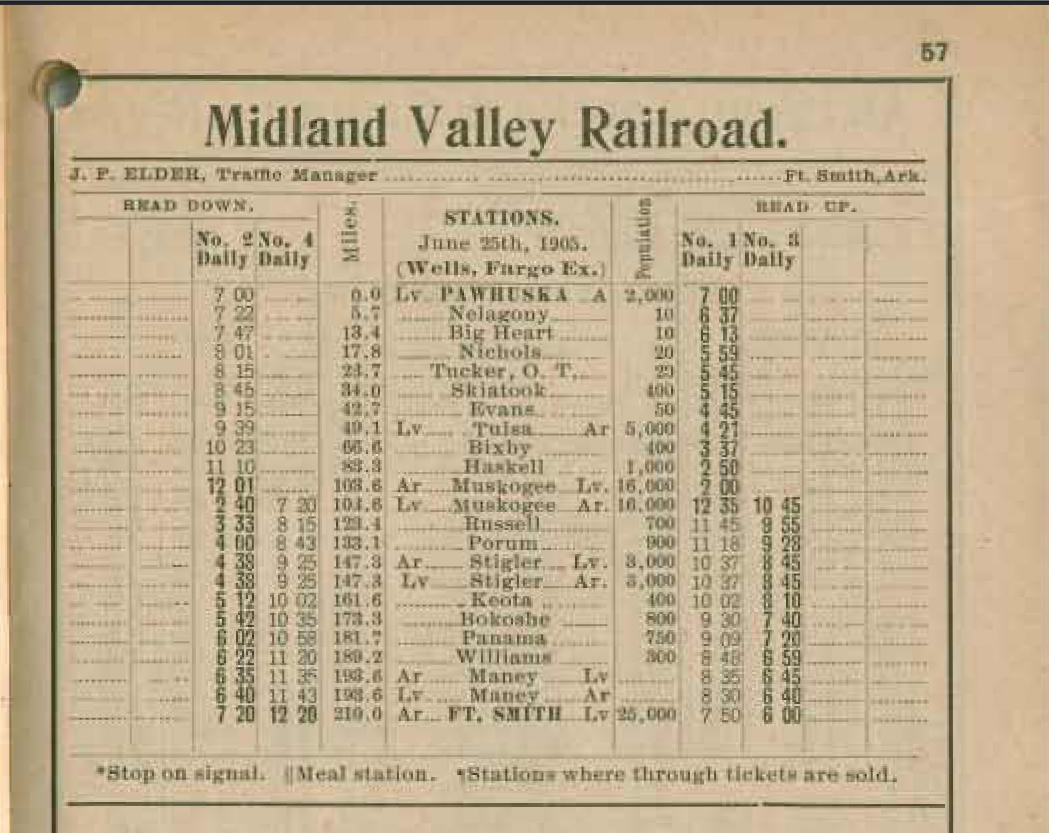 57
Midland Valley Railroad.
J. P. ELDER, Traffic Manager Ft. Smith, Ark.
READ DOWN. Miles. STATIONS. Population READ UP.
No. 2 No. 4 June 25th, 1905. No. 1 No. 3
Daily Daily (Wells, Fargo Ex.) Daily Daily
7 00 0.0 Lv PAWHUSKA A 2,000 7 00
7 22 5.7 Nelagony 10 6 37
7 47 13.4 Big Heart 10 6 13
8 01 17.8 Nichols 20 5 59
8 15 23.7 Tucker, O. T. 20 5 45
8 45 34.0 Skiatook 400 5 15
9 15 42.7 Evans 50 4 45
9 39 49.1 Lv Tulsa Ar 5,000 4 21
10 23 66.6 Bixby 400 3 37
11 10 83.3 Haskell 1,000 2 50
12 01 103.6 Ar Muskogee Lv. 16,000 2 00
2 40 7 20 103.6 Lv Muskogee Ar. 16,000 12 35 10 45
3 33 8 15 123.4 Russell 700 11 45 9 55
4 00 8 43 133.1 Porum 900 11 18 9 28
4 38 9 25 147.3 Ar Stigler Lv. 3,000 10 37 8 45
4 38 9 25 147.3 Lv Stigler Ar. 3,000 10 37 8 45
5 12 10 02 161.6 Keota 400 10 02 8 10
5 42 10 35 173.3 Bokoshe 800 9 30 7 40
6 02 10 58 181.7 Panama 750 9 09 7 20
6 22 11 20 189.2 Williams 300 8 48 6 59
6 35 11 35 193.6 Ar Maney Lv 8 35 6 45
6 40 11 43 193.6 Lv Maney Ar 8 30 6 40
7 20 12 20 210.0 Ar FT. SMITH Lv 25,000 7 50 6 00
*Stop on signal. ||Meal station. ¶Stations where through tickets are sold.